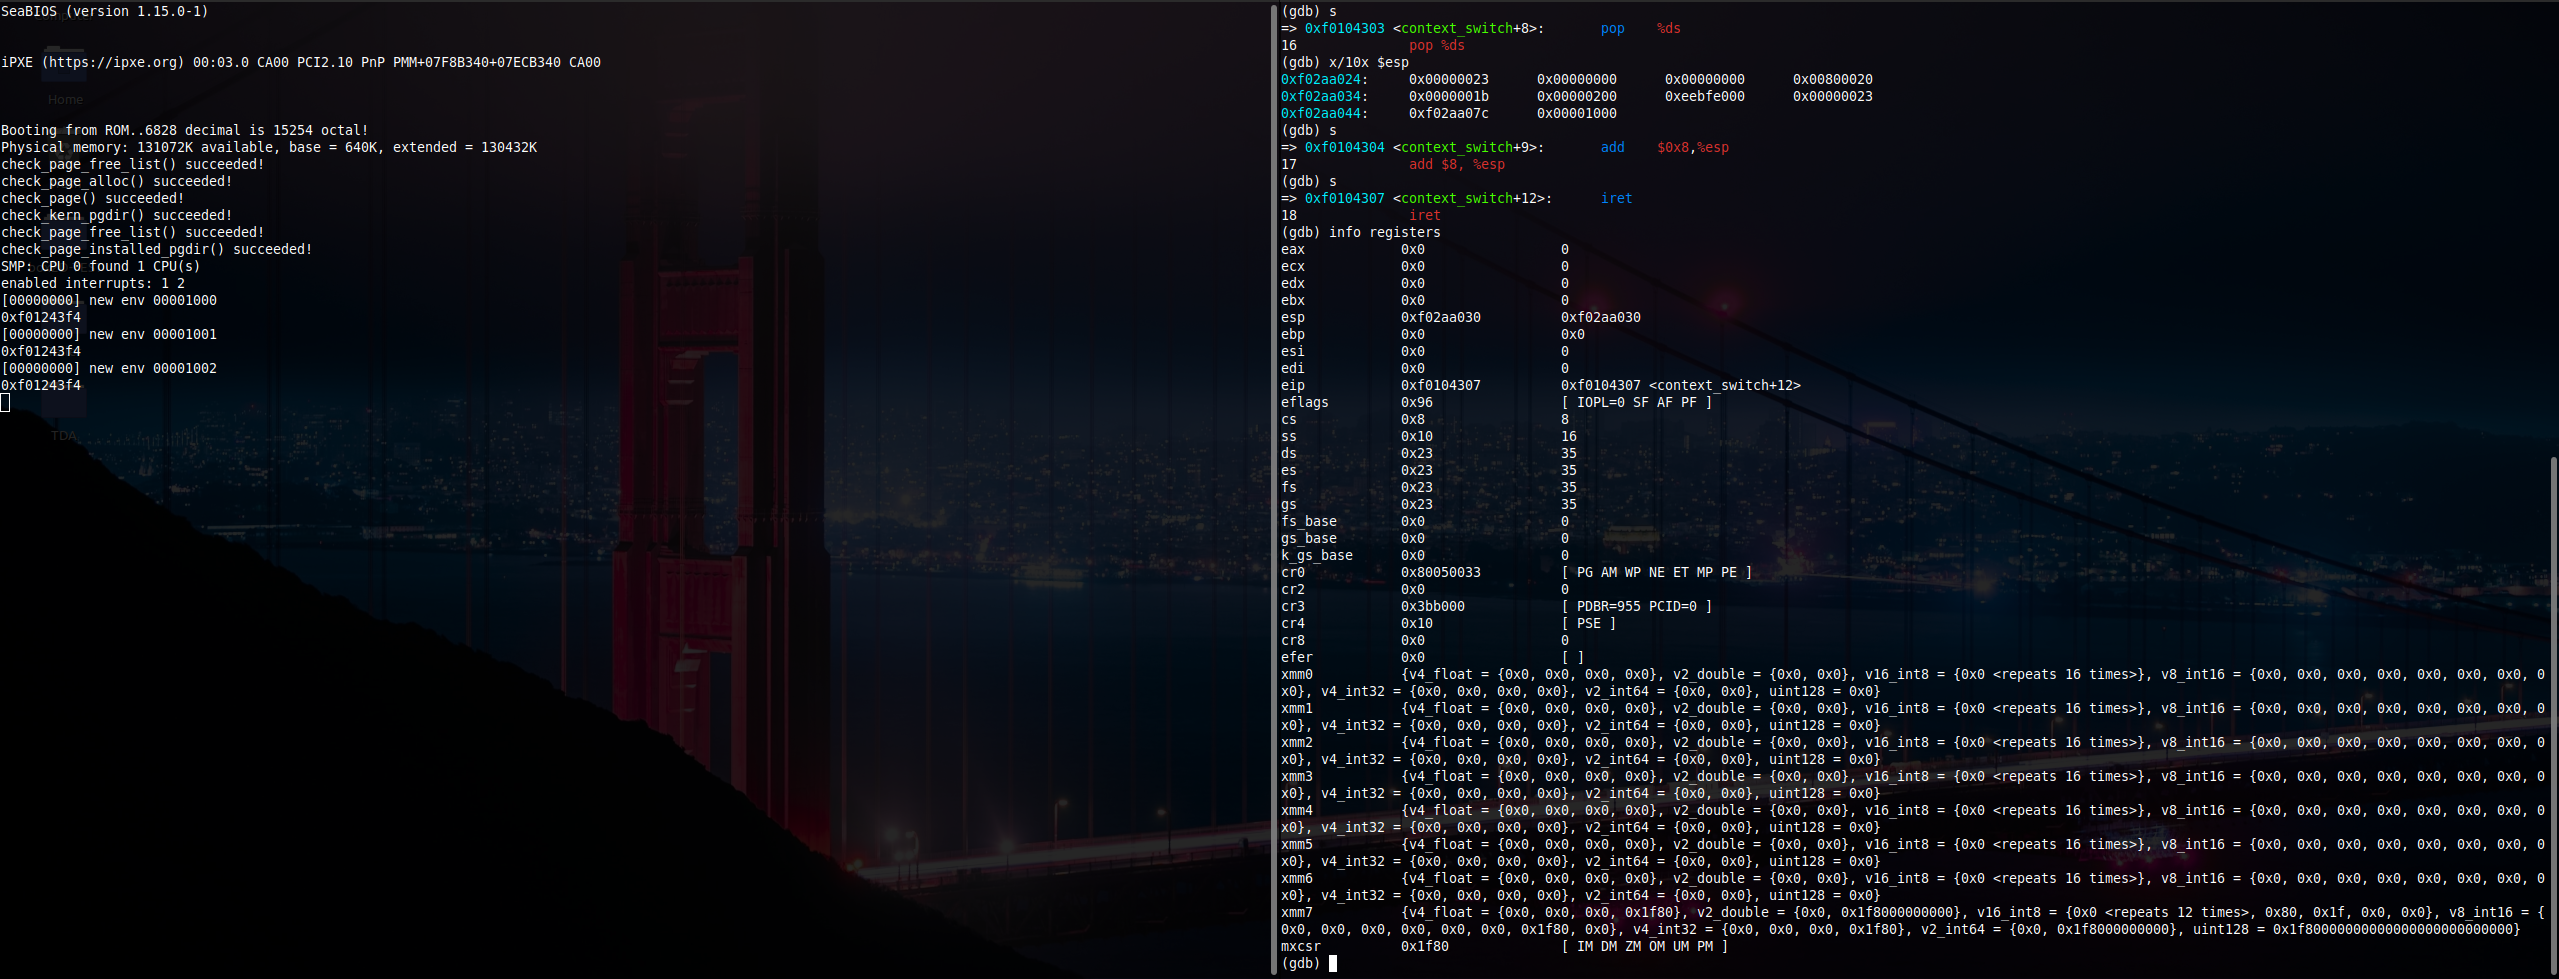 SeaBIOS (version 1.15.0-1)
iPXE (https://ipxe.org) 00:03.0 CA00 PCI2.10 PnP PMM+07F8B340+07ECB340 CA00
Home
Booting from ROM..6828 decimal is 15254 octal!
Physical memory: 131072K available, base = 640K, extended = 130432K
check_page_free_list() succeeded!
check_page_alloc() succeeded!
check_page() succeeded!
check_kern_pgdir() succeeded!
check_page_free_list() succeeded!
check_page_installed_pgdir() succeeded!
SMP: CPU 0 found 1 CPU(s)
enabled interrupts: 1 2
[00000000] new env 00001000
0xf01243f4
[00000000] new env 00001001
0xf01243f4
[00000000] new env 00001002
0xf01243f4
TDA
(gdb) s
=> 0xf0104303 <context_switch+8>:	pop    %ds
16		pop %ds
(gdb) x/10x $esp
0xf02aa024:	0x00000023	0x00000000	0x00000000	0x00800020
0xf02aa034:	0x0000001b	0x00000200	0xeebfe000	0x00000023
0xf02aa044:	0xf02aa07c	0x00001000
(gdb) s
=> 0xf0104304 <context_switch+9>:	add    $0x8,%esp
17		add $8, %esp
(gdb) s
=> 0xf0104307 <context_switch+12>:	iret
18		iret
(gdb) info registers
eax 0x0 0
ecx 0x0 0
edx 0x0 0
ebx 0x0 0
esp 0xf02aa030 0xf02aa030
ebp 0x0 0x0
esi 0x0 0
edi 0x0 0
eip 0xf0104307 0xf0104307 <context_switch+12>
eflags 0x96 [ IOPL=0 SF AF PF ]
cs 0x8 8
ss 0x10 16
ds 0x23 35
es 0x23 35
fs 0x23 35
gs 0x23 35
fs_base 0x0 0
gs_base 0x0 0
k_gs_base 0x0 0
cr0 0x80050033 [ PG AM WP NE ET MP PE ]
cr2 0x0 0
cr3 0x3bb000 [ PDBR=955 PCID=0 ]
cr4 0x10 [ PSE ]
cr8 0x0 0
efer 0x0 [ ]
xmm0 {v4_float = {0x0, 0x0, 0x0, 0x0}, v2_double = {0x0, 0x0}, v16_int8 = {0x0 <repeats 16 times>}, v8_int16 = {0x0, 0x0, 0x0, 0x0, 0x0, 0x0, 0x0, 0
x0}, v4_int32 = {0x0, 0x0, 0x0, 0x0}, v2_int64 = {0x0, 0x0}, uint128 = 0x0}
xmm1 {v4_float = {0x0, 0x0, 0x0, 0x0}, v2_double = {0x0, 0x0}, v16_int8 = {0x0 <repeats 16 times>}, v8_int16 = {0x0, 0x0, 0x0, 0x0, 0x0, 0x0, 0x0, 0
x0}, v4_int32 = {0x0, 0x0, 0x0, 0x0}, v2_int64 = {0x0, 0x0}, uint128 = 0x0}
xmm2 {v4_float = {0x0, 0x0, 0x0, 0x0}, v2_double = {0x0, 0x0}, v16_int8 = {0x0 <repeats 16 times>}, v8_int16 = {0x0, 0x0, 0x0, 0x0, 0x0, 0x0, 0x0, 0
x0}, v4_int32 = {0x0, 0x0, 0x0, 0x0}, v2_int64 = {0x0, 0x0}, uint128 = 0x0}
xmm3 {v4_float = {0x0, 0x0, 0x0, 0x0}, v2_double = {0x0, 0x0}, v16_int8 = {0x0 <repeats 16 times>}, v8_int16 = {0x0, 0x0, 0x0, 0x0, 0x0, 0x0, 0x0, 0
x0}, v4_int32 = {0x0, 0x0, 0x0, 0x0}, v2_int64 = {0x0, 0x0}, uint128 = 0x0}
xmm4 {v4_float = {0x0, 0x0, 0x0, 0x0}, v2_double = {0x0, 0x0}, v16_int8 = {0x0 <repeats 16 times>}, v8_int16 = {0x0, 0x0, 0x0, 0x0, 0x0, 0x0, 0x0, 0
x0}, v4_int32 = {0x0, 0x0, 0x0, 0x0}, v2_int64 = {0x0, 0x0}, uint128 = 0x0}
xmm5 {v4_float = {0x0, 0x0, 0x0, 0x0}, v2_double = {0x0, 0x0}, v16_int8 = {0x0 <repeats 16 times>}, v8_int16 = {0x0, 0x0, 0x0, 0x0, 0x0, 0x0, 0x0, 0
x0}, v4_int32 = {0x0, 0x0, 0x0, 0x0}, v2_int64 = {0x0, 0x0}, uint128 = 0x0}
xmm6 {v4_float = {0x0, 0x0, 0x0, 0x0}, v2_double = {0x0, 0x0}, v16_int8 = {0x0 <repeats 16 times>}, v8_int16 = {0x0, 0x0, 0x0, 0x0, 0x0, 0x0, 0x0, 0
x0}, v4_int32 = {0x0, 0x0, 0x0, 0x0}, v2_int64 = {0x0, 0x0}, uint128 = 0x0}
xmm7 {v4_float = {0x0, 0x0, 0x0, 0x1f80}, v2_double = {0x0, 0x1f8000000000}, v16_int8 = {0x0 <repeats 12 times>, 0x80, 0x1f, 0x0, 0x0}, v8_int16 = {
0x0, 0x0, 0x0, 0x0, 0x0, 0x0, 0x1f80, 0x0}, v4_int32 = {0x0, 0x0, 0x0, 0x1f80}, v2_int64 = {0x0, 0x1f8000000000}, uint128 = 0x1f80000000000000000000000000}
mxcsr 0x1f80 [ IM DM ZM OM UM PM ]
(gdb)